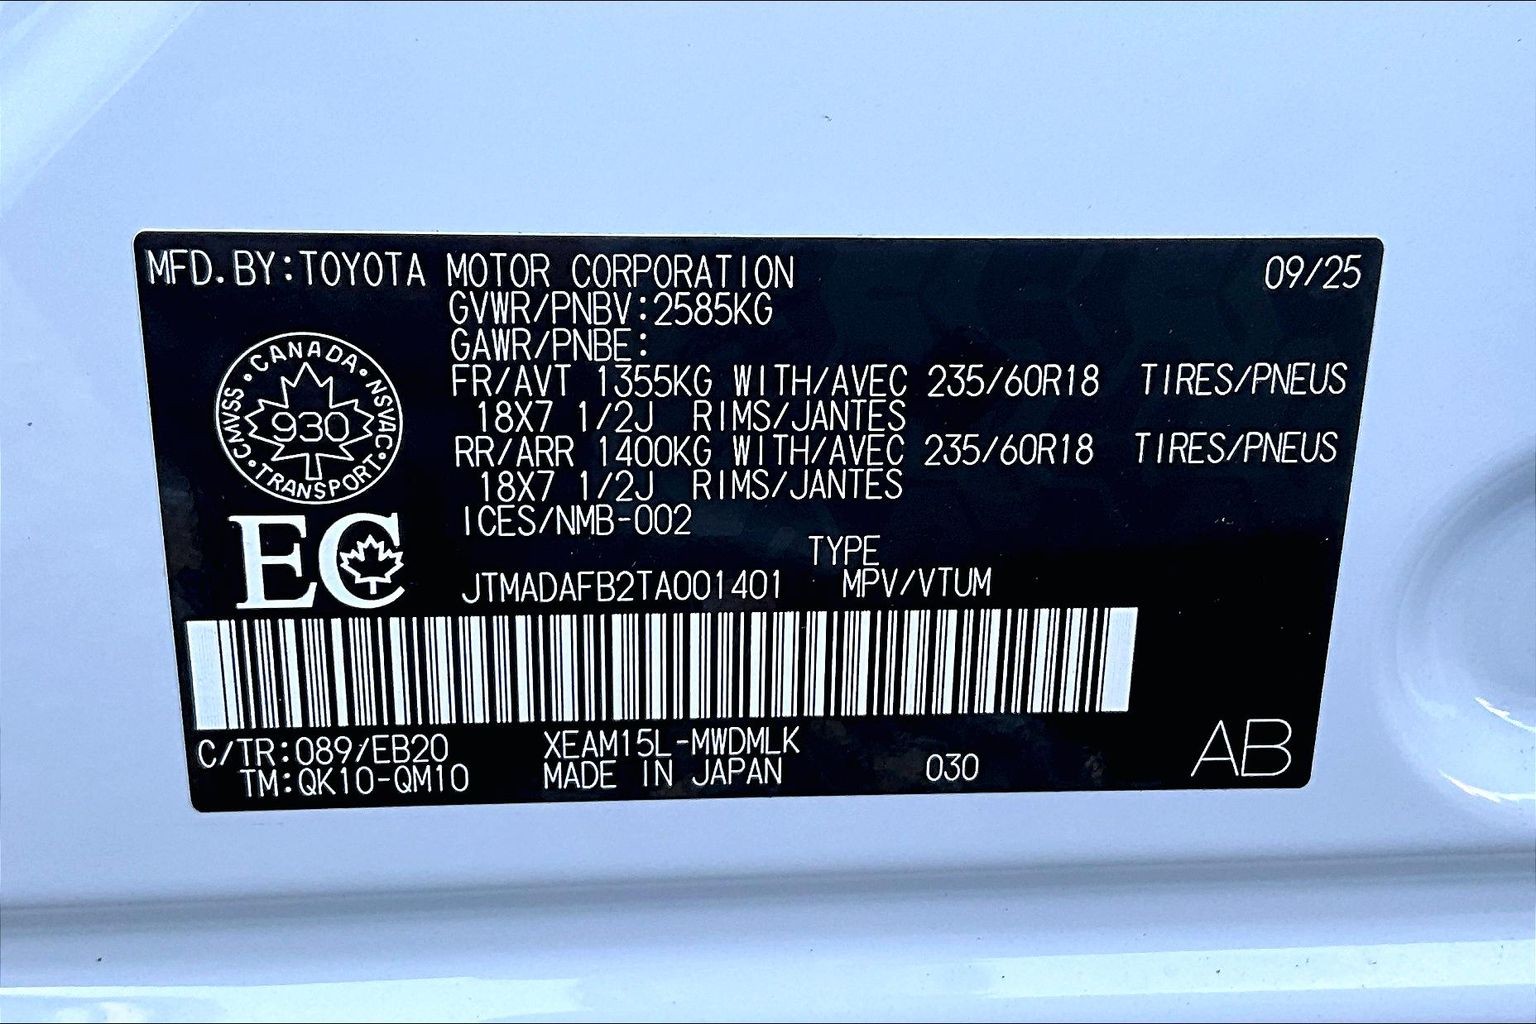 MFD.BY:TOYOTA MOTOR CORPORATION 09/25
GVWR/PNBV:2585KG
GAWR/PNBE:
FR/AVT 1355KG WITH/AVEC 235/60R18 TIRES/PNEUS
18X7 1/2J RIMS/JANTES
RR/ARR 1400KG WITH/AVEC 235/60R18 TIRES/PNEUS
18X7 1/2J RIMS/JANTES
ICES/NMB-002
CANADA · NSVAC · TRANSPORT · CMVSS ·
930
EC
TYPE
JTMADAFB2TA001401 MPV/VTUM
C/TR:089/EB20 XEAM15L-MWDMLK
TM:QK10-QM10 MADE IN JAPAN 030
AB